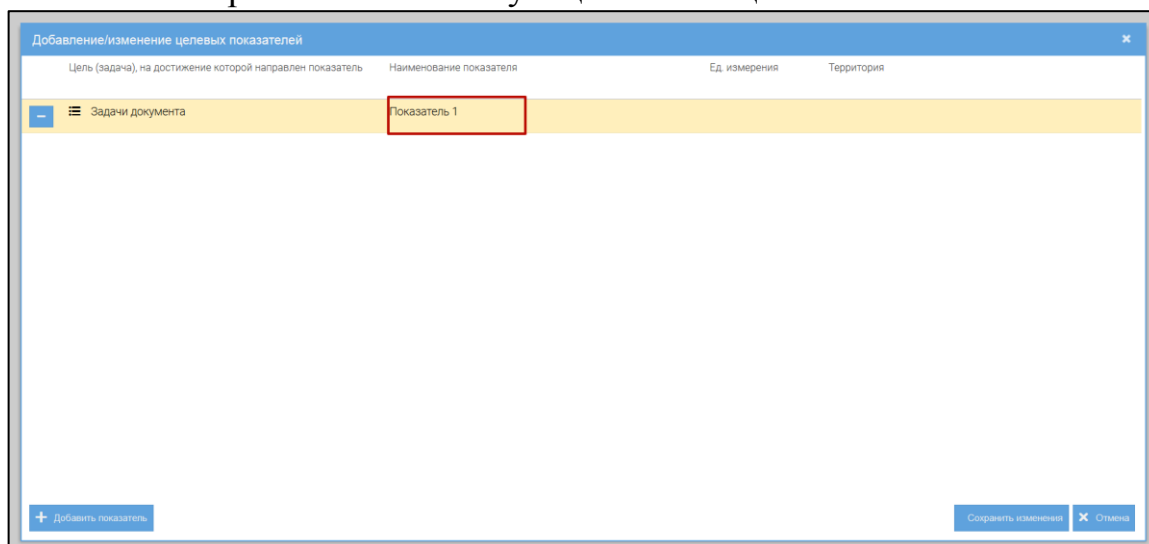 Добавление/изменение целевых показателей
Цель (задача), на достижение которой направлен показатель Наименование показателя Ед. измерения Территория
Задачи документа Показатель 1
Добавить показатель Сохранить изменения Отмена